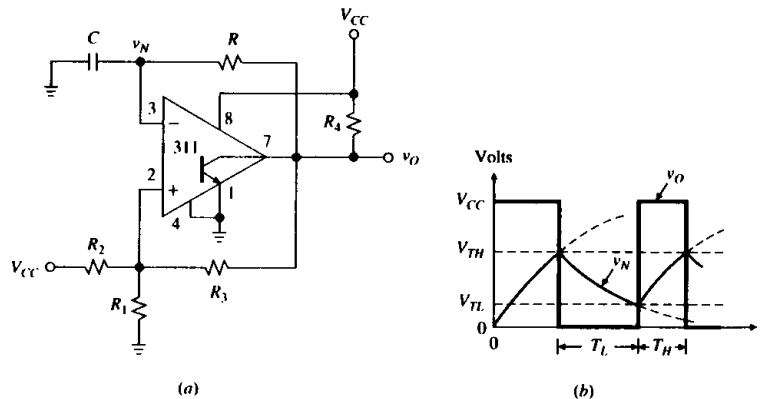 V_CC
C
v_N
R
3
−
8
R_4
311
7
v_O
2
1
+
4
R_2
V_CC
R_3
R_1
(a)
Volts
V_CC
v_O
V_TH
v_N
V_TL
0
0
T_L
T_H
(b)